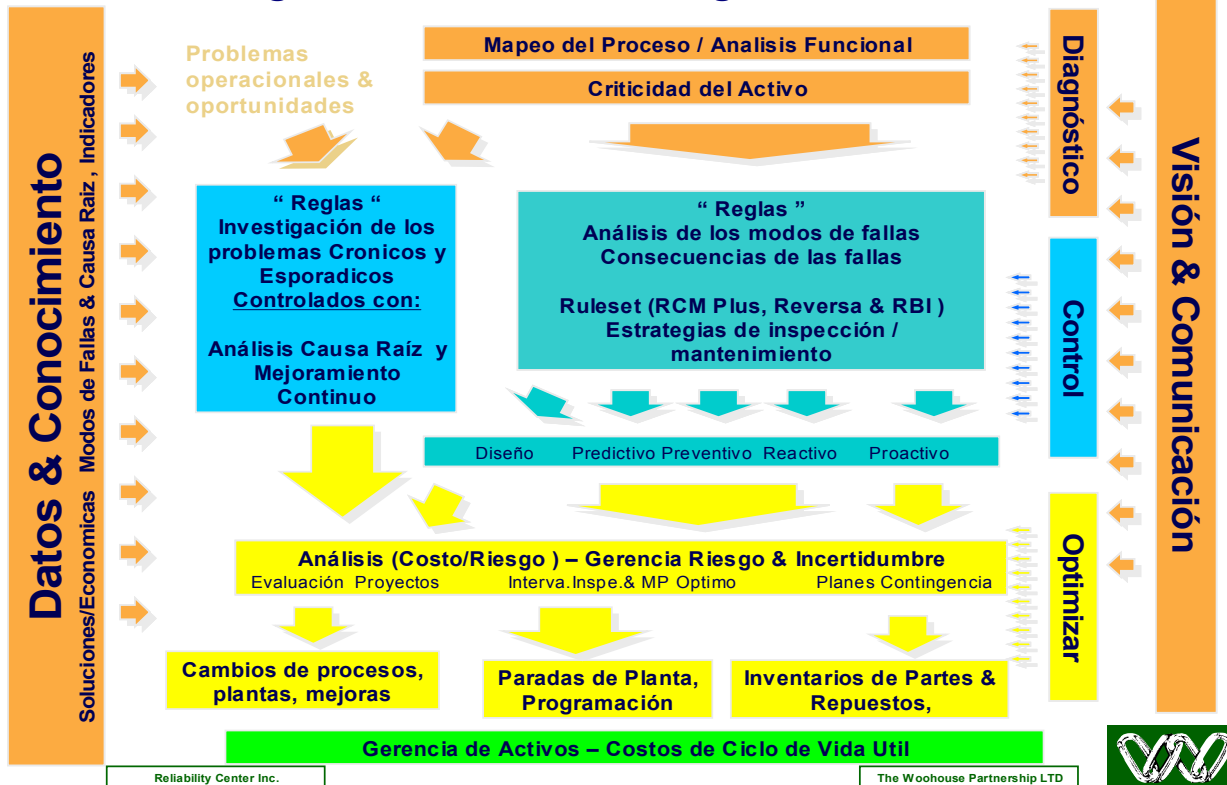 Datos & Conocimiento
Soluciones/Economicas Modos de Fallas & Causa Raiz , Indicadores
Problemas
operacionales &
oportunidades
Mapeo del Proceso / Analisis Funcional
Criticidad del Activo
“ Reglas “
Investigación de los
problemas Cronicos y
Esporadicos
Controlados con:
Análisis Causa Raíz y
Mejoramiento
Continuo
“ Reglas ”
Análisis de los modos de fallas
Consecuencias de las fallas
Ruleset (RCM Plus, Reversa & RBI )
Estrategias de inspección /
mantenimiento
Diseño Predictivo Preventivo Reactivo Proactivo
Análisis (Costo/Riesgo ) – Gerencia Riesgo & Incertidumbre
Evaluación Proyectos Interva.Inspe.& MP Optimo Planes Contingencia
Cambios de procesos,
plantas, mejoras
Paradas de Planta,
Programación
Inventarios de Partes &
Repuestos,
Gerencia de Activos – Costos de Ciclo de Vida Util
Diagnóstico
Control
Optimizar
Visión & Comunicación
Reliability Center Inc.
The Woohouse Partnership LTD